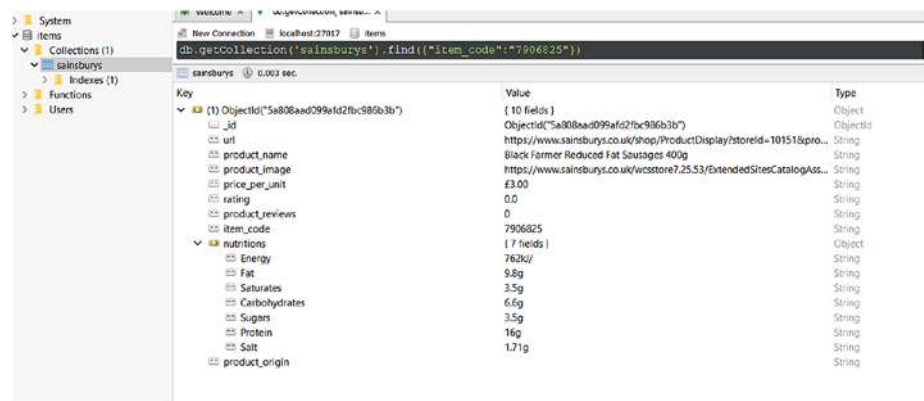 Welcome × db.getCollection('sainsb... ×
System
items
Collections (1)
sainsburys
Indexes (1)
Functions
Users
New Connection localhost:27017 items
db.getCollection('sainsburys').find({"item_code":"7906825"})
sainsburys 0.003 sec.
Key Value Type
(1) ObjectId("5a808aad099afd2fbc986b3b") { 10 fields } Object
_id ObjectId("5a808aad099afd2fbc986b3b") ObjectId
url https://www.sainsburys.co.uk/shop/ProductDisplay?storeId=10151&pro... String
product_name Black Farmer Reduced Fat Sausages 400g String
product_image https://www.sainsburys.co.uk/wcsstore7.25.53/ExtendedSitesCatalogAss... String
price_per_unit £3.00 String
rating 0.0 String
product_reviews 0 String
item_code 7906825 String
nutritions { 7 fields } Object
Energy 762kJ/ String
Fat 9.8g String
Saturates 3.5g String
Carbohydrates 6.6g String
Sugars 3.5g String
Protein 16g String
Salt 1.71g String
product_origin String